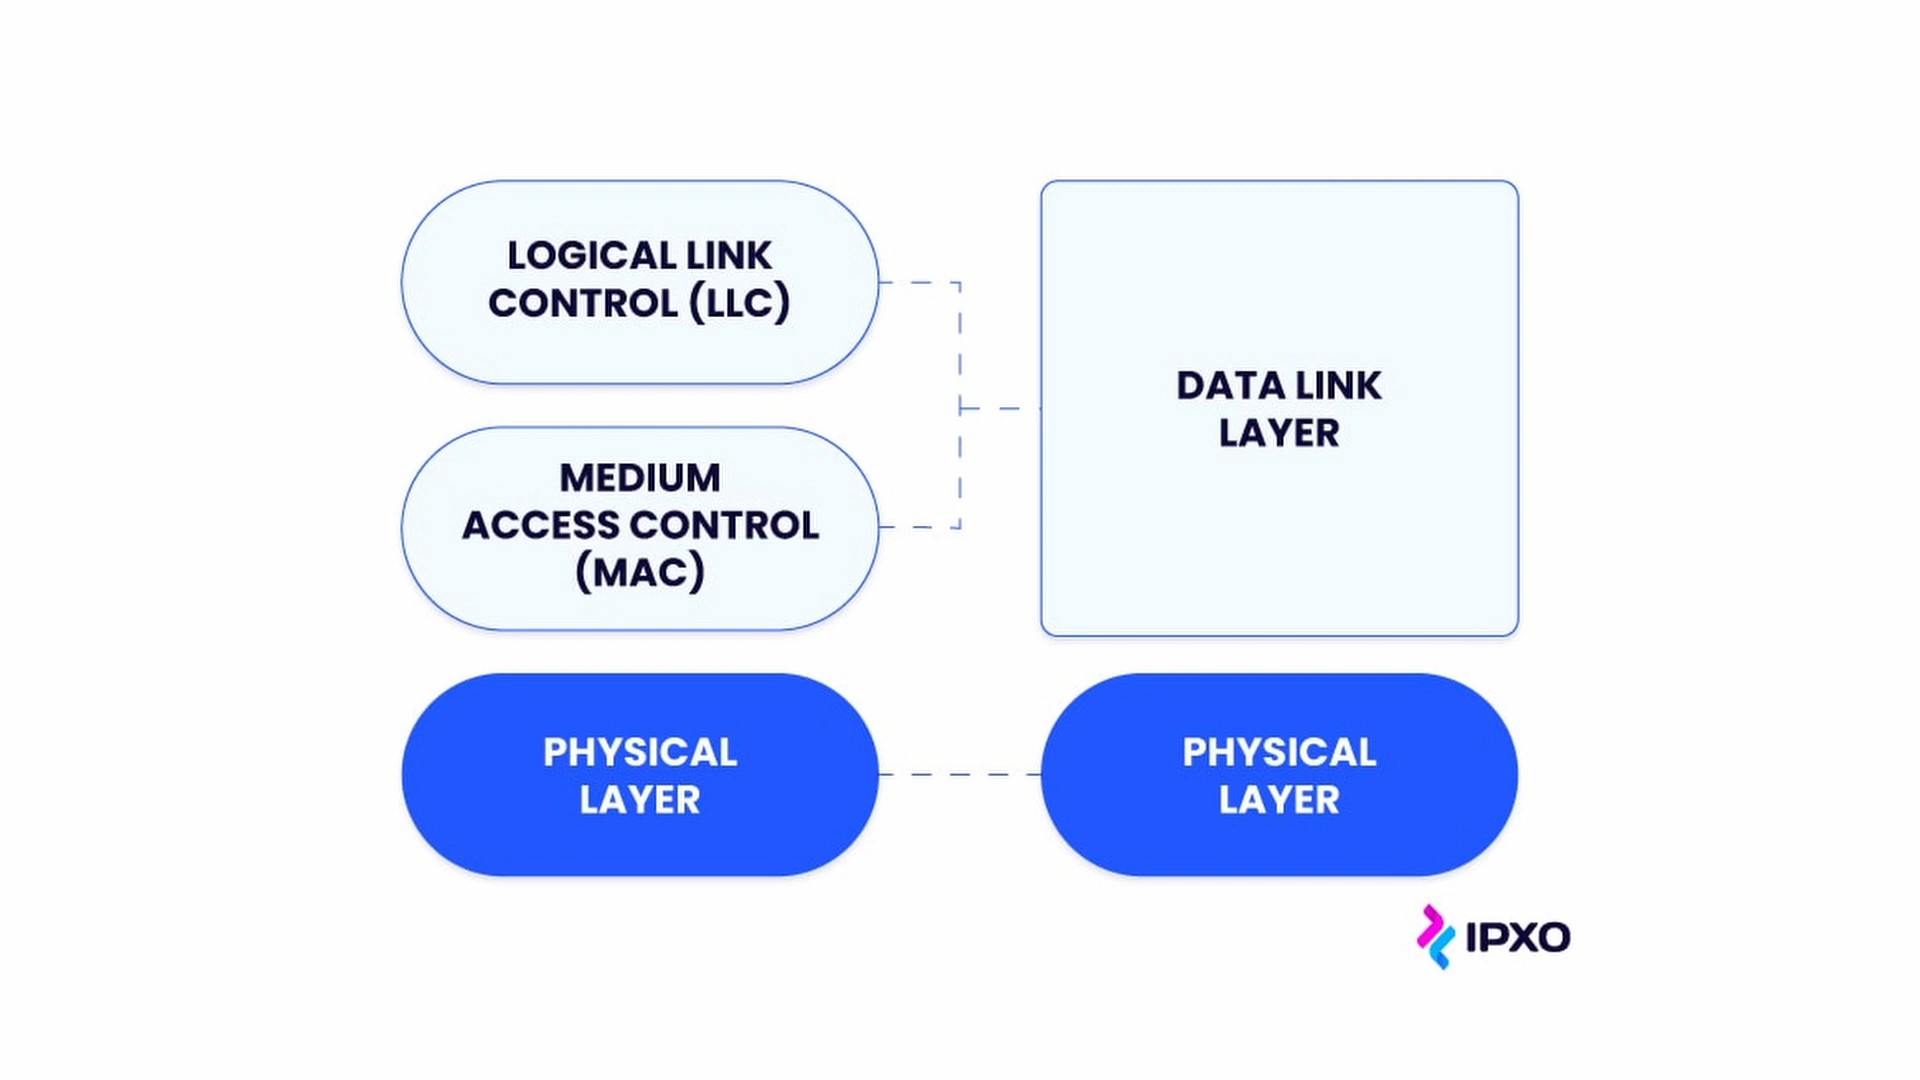 LOGICAL LINK
CONTROL (LLC)
MEDIUM
ACCESS CONTROL
(MAC)
DATA LINK
LAYER
PHYSICAL
LAYER
PHYSICAL
LAYER
IPXO